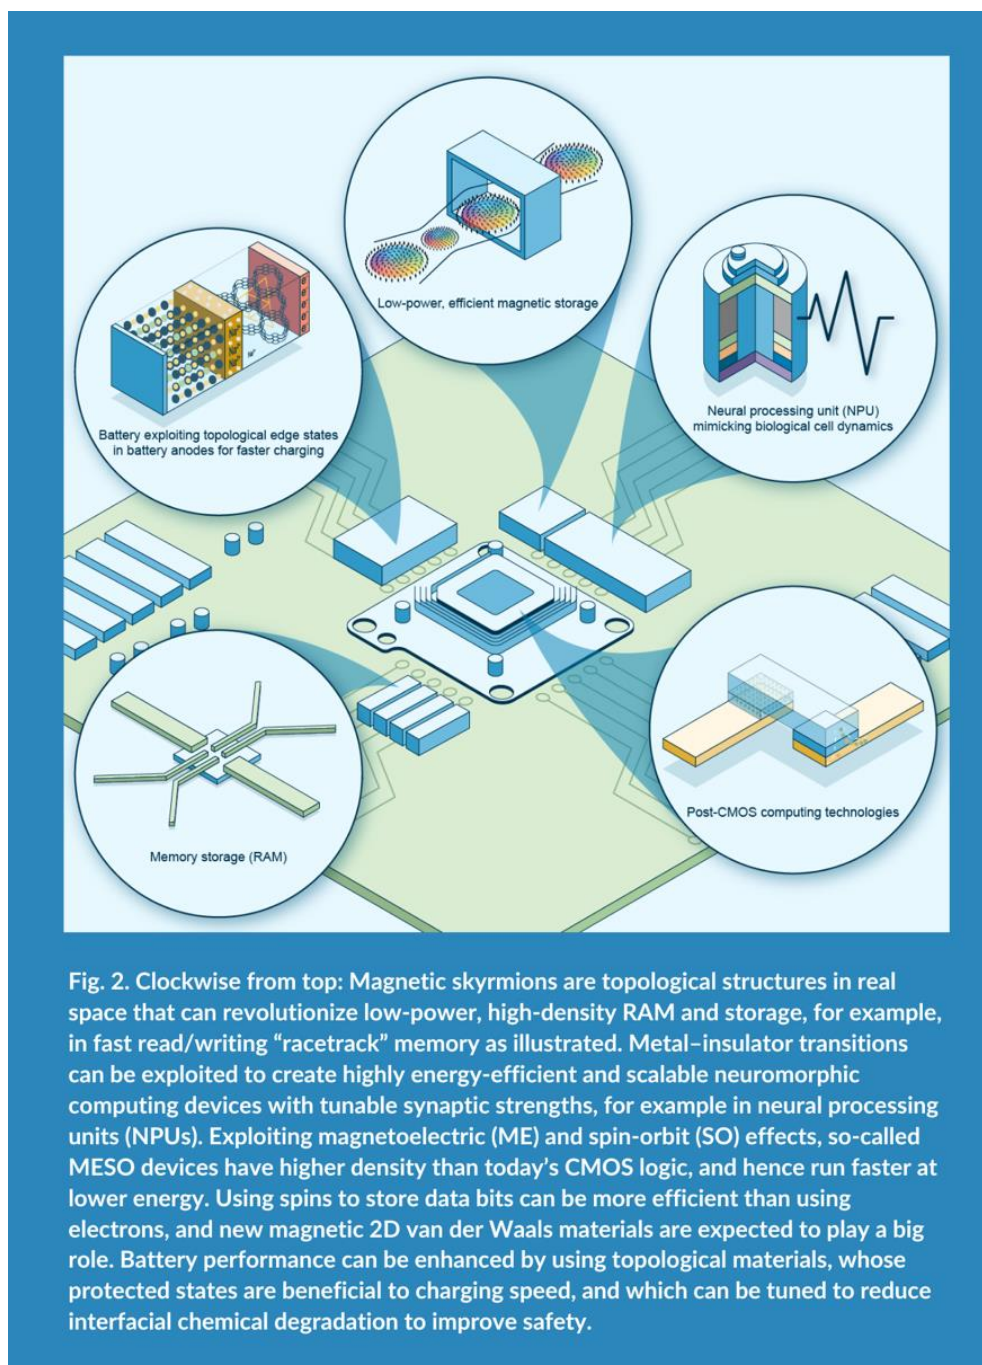 Low-power, efficient magnetic storage
Battery exploiting topological edge states
in battery anodes for faster charging
Neural processing unit (NPU)
mimicking biological cell dynamics
Memory storage (RAM)
Post-CMOS computing technologies
Fig. 2. Clockwise from top: Magnetic skyrmions are topological structures in real
space that can revolutionize low-power, high-density RAM and storage, for example,
in fast read/writing “racetrack” memory as illustrated. Metal–insulator transitions
can be exploited to create highly energy-efficient and scalable neuromorphic
computing devices with tunable synaptic strengths, for example in neural processing
units (NPUs). Exploiting magnetoelectric (ME) and spin-orbit (SO) effects, so-called
MESO devices have higher density than today’s CMOS logic, and hence run faster at
lower energy. Using spins to store data bits can be more efficient than using
electrons, and new magnetic 2D van der Waals materials are expected to play a big
role. Battery performance can be enhanced by using topological materials, whose
protected states are beneficial to charging speed, and which can be tuned to reduce
interfacial chemical degradation to improve safety.